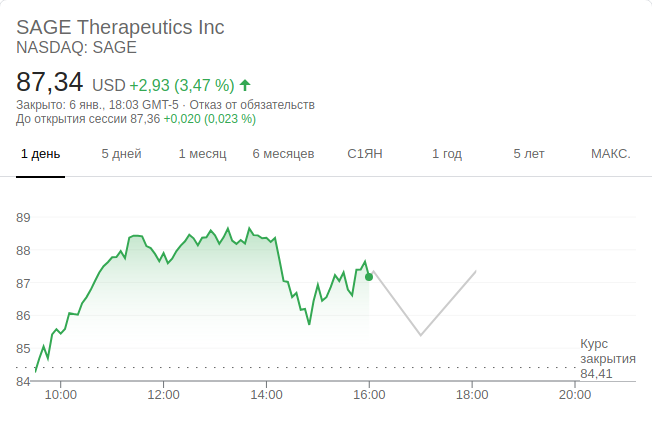 SAGE Therapeutics Inc
NASDAQ: SAGE
87,34 USD +2,93 (3,47 %)
Закрыто: 6 янв., 18:03 GMT-5 · Отказ от обязательств
До открытия сессии 87,36 +0,020 (0,023 %)
1 день 5 дней 1 месяц 6 месяцев С1ЯН 1 год 5 лет МАКС.
89
88
87
86
85
Курс
закрытия
84,41
84
10:00 12:00 14:00 16:00 18:00 20:00